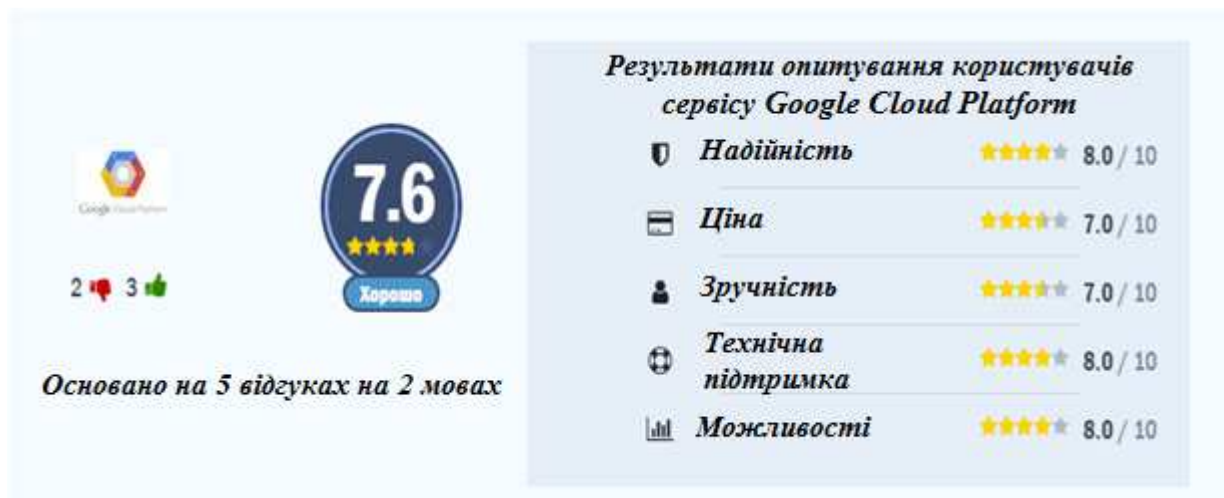 Результати опитування користувачів
сервісу Google Cloud Platform
Надійність 8.0 / 10
7.6
Ціна 7.0 / 10
Google
2 3
Хорошо
Зручність 7.0 / 10
Технічна
підтримка 8.0 / 10
Основано на 5 відгуках на 2 мовах
Можливості 8.0 / 10